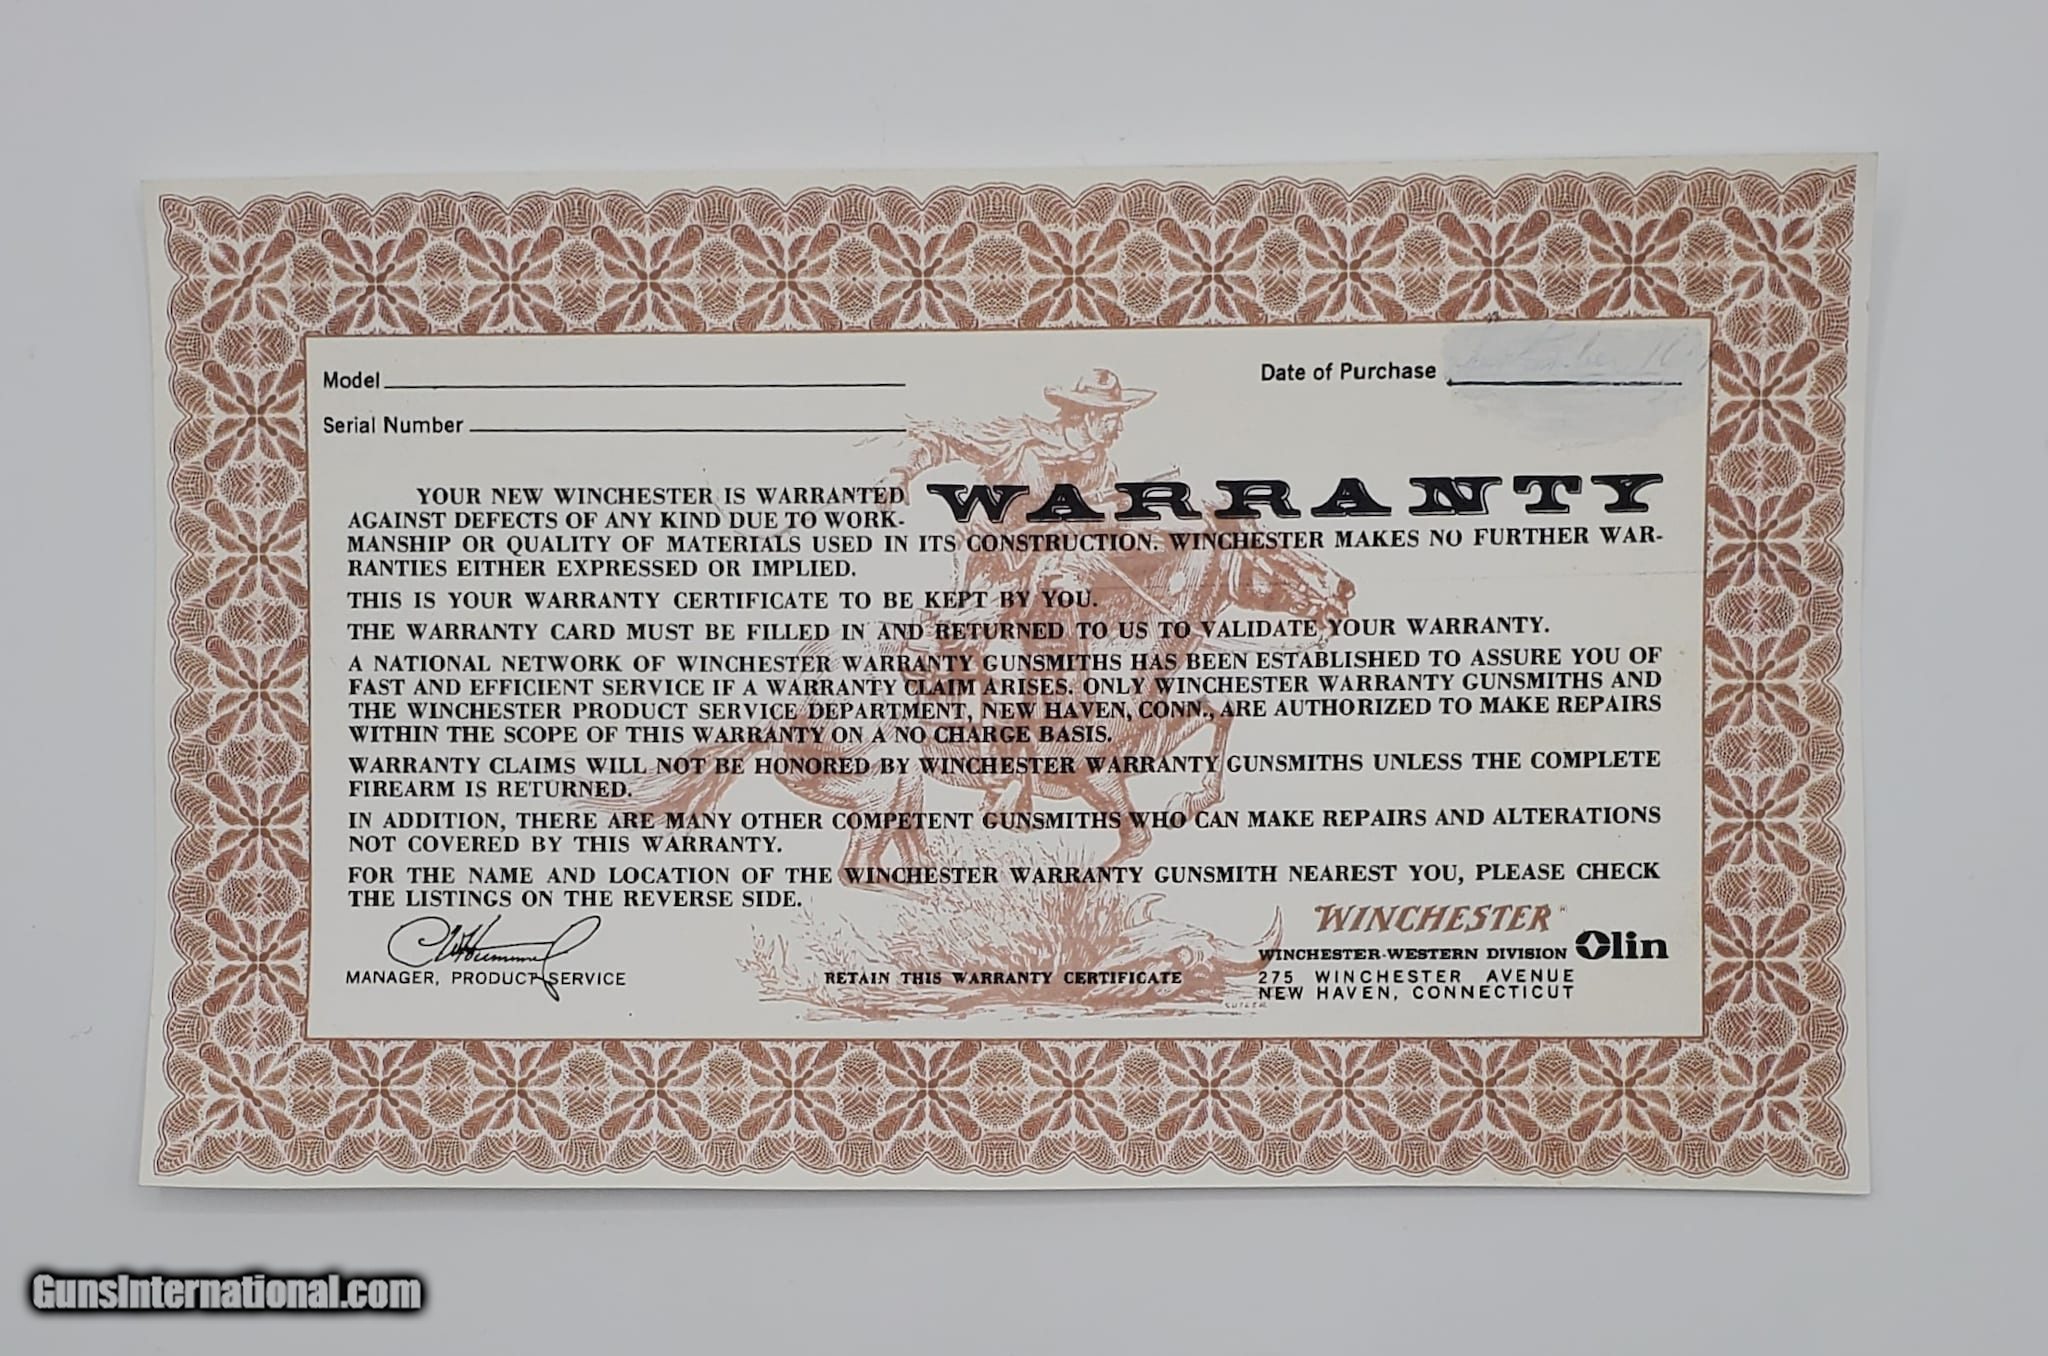 Model
Date of Purchase
Serial Number
WARRANTY
YOUR NEW WINCHESTER IS WARRANTED
AGAINST DEFECTS OF ANY KIND DUE TO WORK-
MANSHIP OR QUALITY OF MATERIALS USED IN ITS CONSTRUCTION. WINCHESTER MAKES NO FURTHER WAR-
RANTIES EITHER EXPRESSED OR IMPLIED.
THIS IS YOUR WARRANTY CERTIFICATE TO BE KEPT BY YOU.
THE WARRANTY CARD MUST BE FILLED IN AND RETURNED TO US TO VALIDATE YOUR WARRANTY.
A NATIONAL NETWORK OF WINCHESTER WARRANTY GUNSMITHS HAS BEEN ESTABLISHED TO ASSURE YOU OF
FAST AND EFFICIENT SERVICE IF A WARRANTY CLAIM ARISES. ONLY WINCHESTER WARRANTY GUNSMITHS AND
THE WINCHESTER PRODUCT SERVICE DEPARTMENT, NEW HAVEN, CONN., ARE AUTHORIZED TO MAKE REPAIRS
WITHIN THE SCOPE OF THIS WARRANTY ON A NO CHARGE BASIS.
WARRANTY CLAIMS WILL NOT BE HONORED BY WINCHESTER WARRANTY GUNSMITHS UNLESS THE COMPLETE
FIREARM IS RETURNED.
IN ADDITION, THERE ARE MANY OTHER COMPETENT GUNSMITHS WHO CAN MAKE REPAIRS AND ALTERATIONS
NOT COVERED BY THIS WARRANTY.
FOR THE NAME AND LOCATION OF THE WINCHESTER WARRANTY GUNSMITH NEAREST YOU, PLEASE CHECK
THE LISTINGS ON THE REVERSE SIDE.
MANAGER, PRODUCT SERVICE
RETAIN THIS WARRANTY CERTIFICATE
WINCHESTER®
WINCHESTER-WESTERN DIVISION Olin
275 WINCHESTER AVENUE
NEW HAVEN, CONNECTICUT
GunsInternational.com